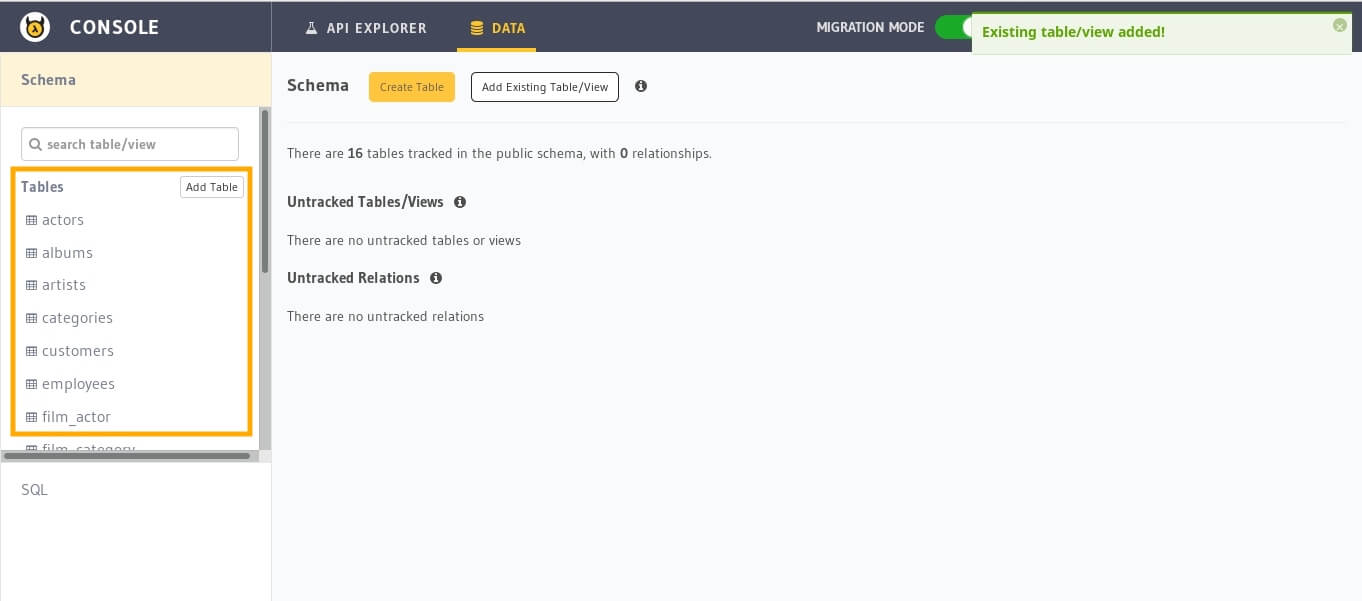 CONSOLE
API EXPLORER
DATA
MIGRATION MODE
Existing table/view added!
Schema
search table/view
Tables
Add Table
actors
albums
artists
categories
customers
employees
film_actor
film_category
SQL
Schema
Create Table
Add Existing Table/View
There are 16 tables tracked in the public schema, with 0 relationships.
Untracked Tables/Views
There are no untracked tables or views
Untracked Relations
There are no untracked relations